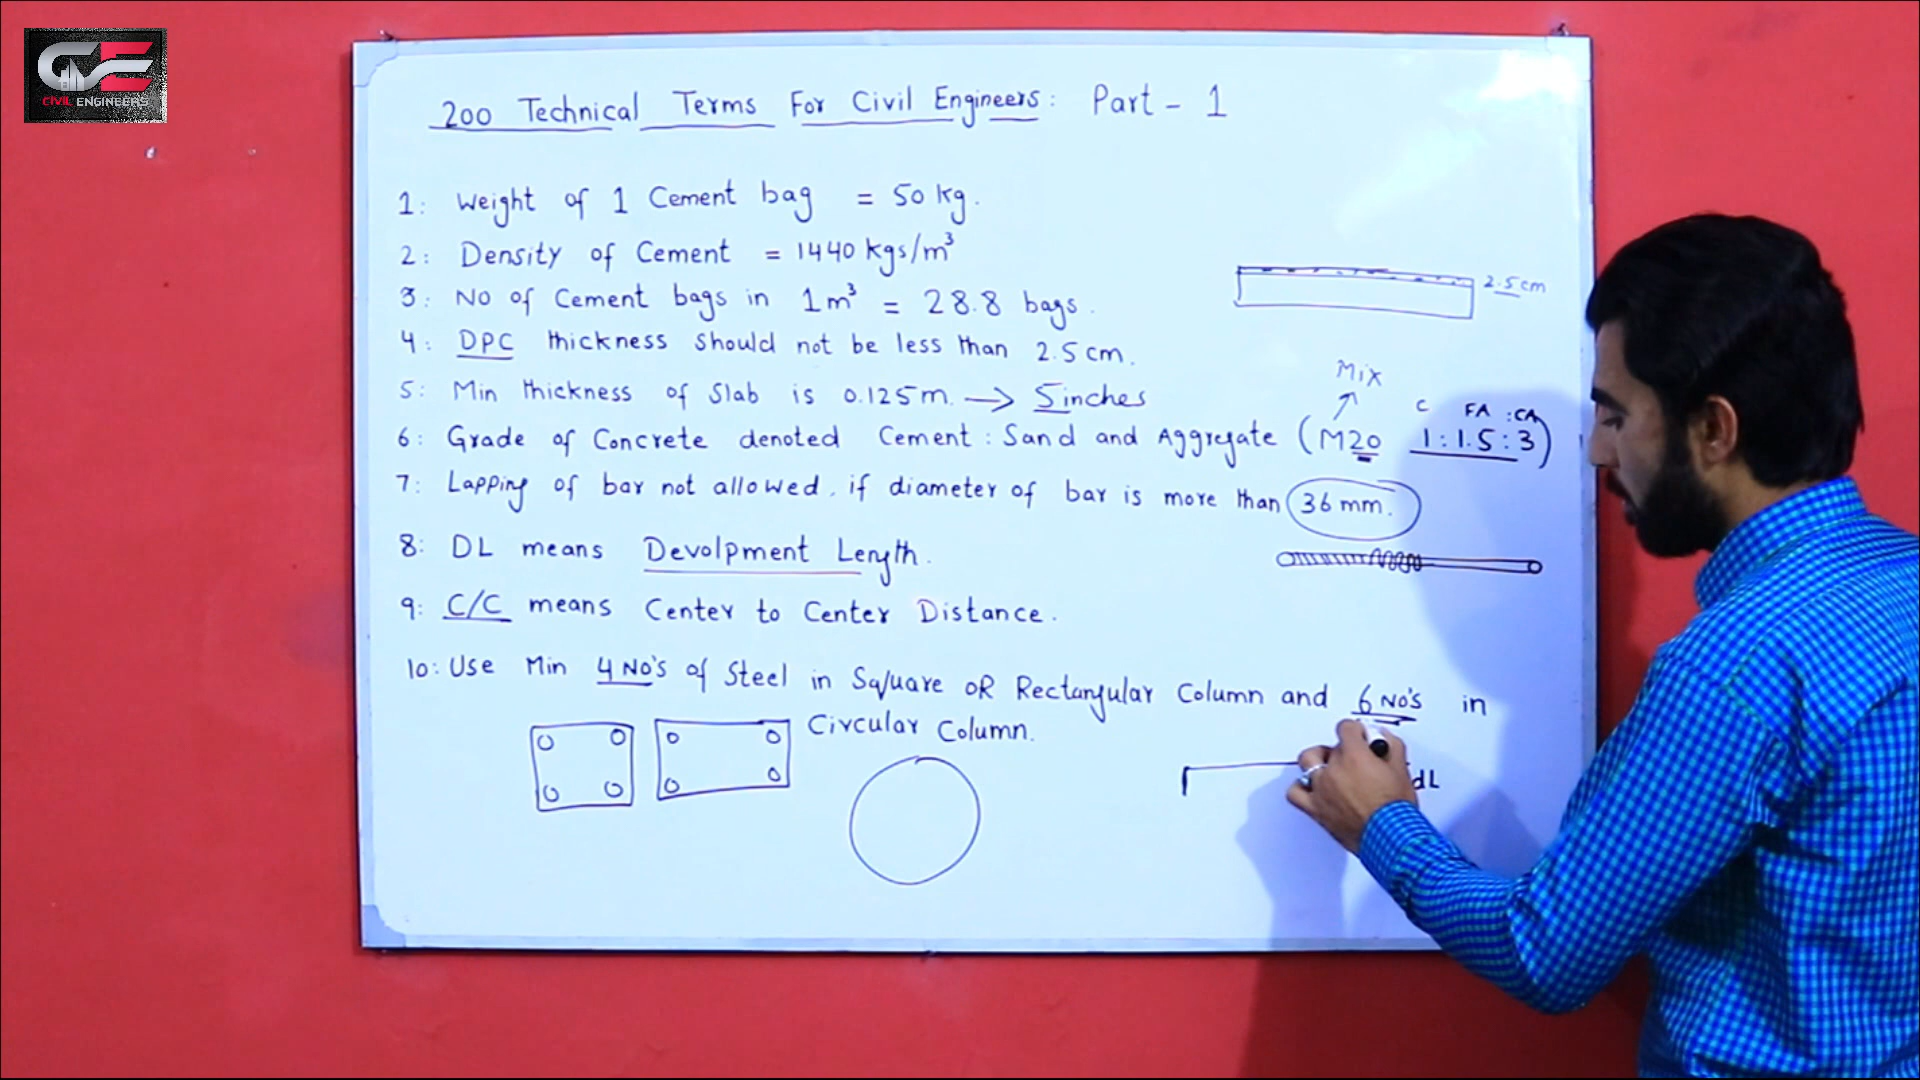 CE
CIVIL ENGINEERS
200 Technical Terms For Civil Engineers: Part - 1
1: Weight of 1 Cement bag = 50 kg.
2: Density of Cement = 1440 kgs/m³
3: No of Cement bags in 1m³ = 28.8 bags.
2.5cm
4: DPC thickness should not be less than 2.5 cm.
Mix
5: Min thickness of Slab is 0.125m. → 5inches
C FA :CA
6: Grade of Concrete denoted Cement: Sand and Aggregate (M20 1:1.5:3)
7: Lapping of bar not allowed, if diameter of bar is more than 36 mm.
8: DL means Devolpment Length.
9: C/C means Center to Center Distance.
10: Use Min 4 No's of Steel in Square OR Rectangular Column and 6 No's in
Circular Column.
dL